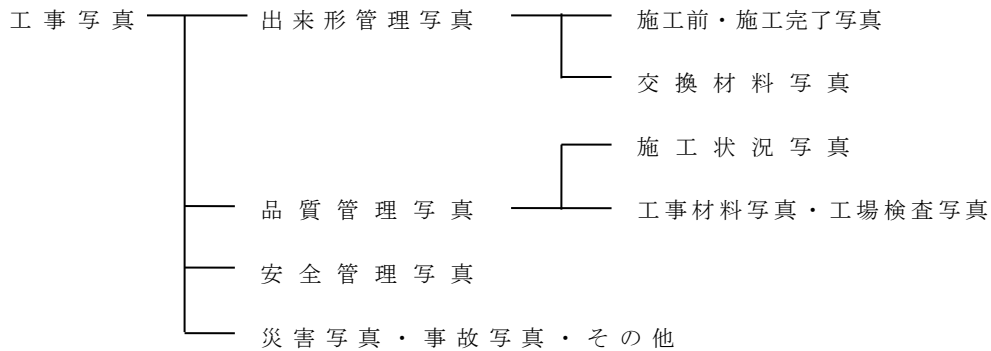 工事写真 出来形管理写真 施工前・施工完了写真
交換材料写真
施工状況写真
品質管理写真 工事材料写真・工場検査写真
安全管理写真
災害写真・事故写真・その他